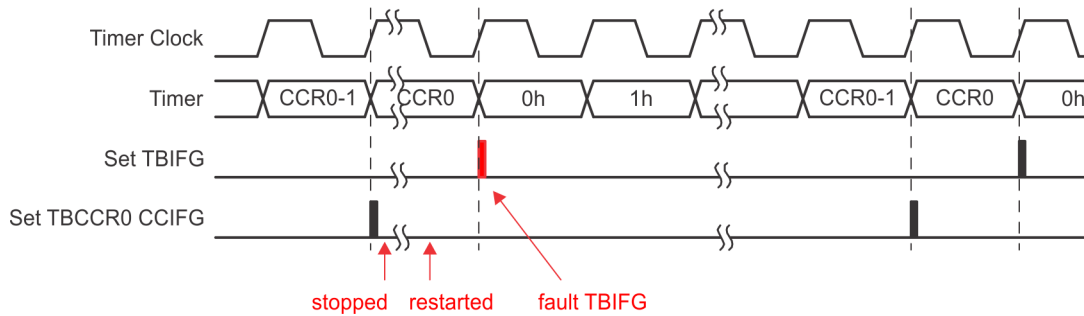 Timer Clock
Timer CCR0-1 CCR0 0h 1h CCR0-1 CCR0 0h
Set TBIFG
Set TBCCR0 CCIFG
stopped restarted fault TBIFG